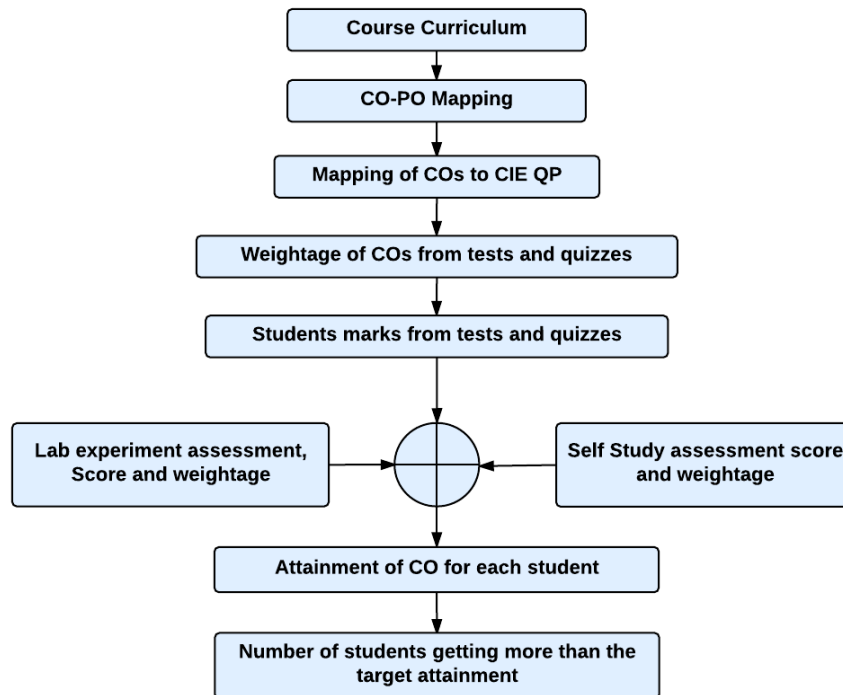 Course Curriculum
CO-PO Mapping
Mapping of COs to CIE QP
Weightage of COs from tests and quizzes
Students marks from tests and quizzes
Lab experiment assessment,
Score and weightage
Self Study assessment score
and weightage
Attainment of CO for each student
Number of students getting more than the
target attainment